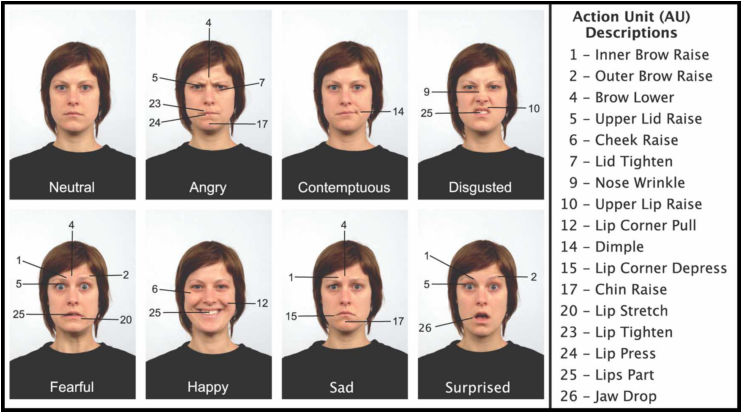 4
5
7
23
24
17
14
9
25
10
Neutral
Angry
Contemptuous
Disgusted
4
1
2
5
25
20
6
12
25
4
1
15
17
1
2
5
26
Fearful
Happy
Sad
Surprised
Action Unit (AU)
Descriptions
1 – Inner Brow Raise
2 – Outer Brow Raise
4 – Brow Lower
5 – Upper Lid Raise
6 – Cheek Raise
7 – Lid Tighten
9 – Nose Wrinkle
10 – Upper Lip Raise
12 – Lip Corner Pull
14 – Dimple
15 – Lip Corner Depress
17 – Chin Raise
20 – Lip Stretch
23 – Lip Tighten
24 – Lip Press
25 – Lips Part
26 – Jaw Drop